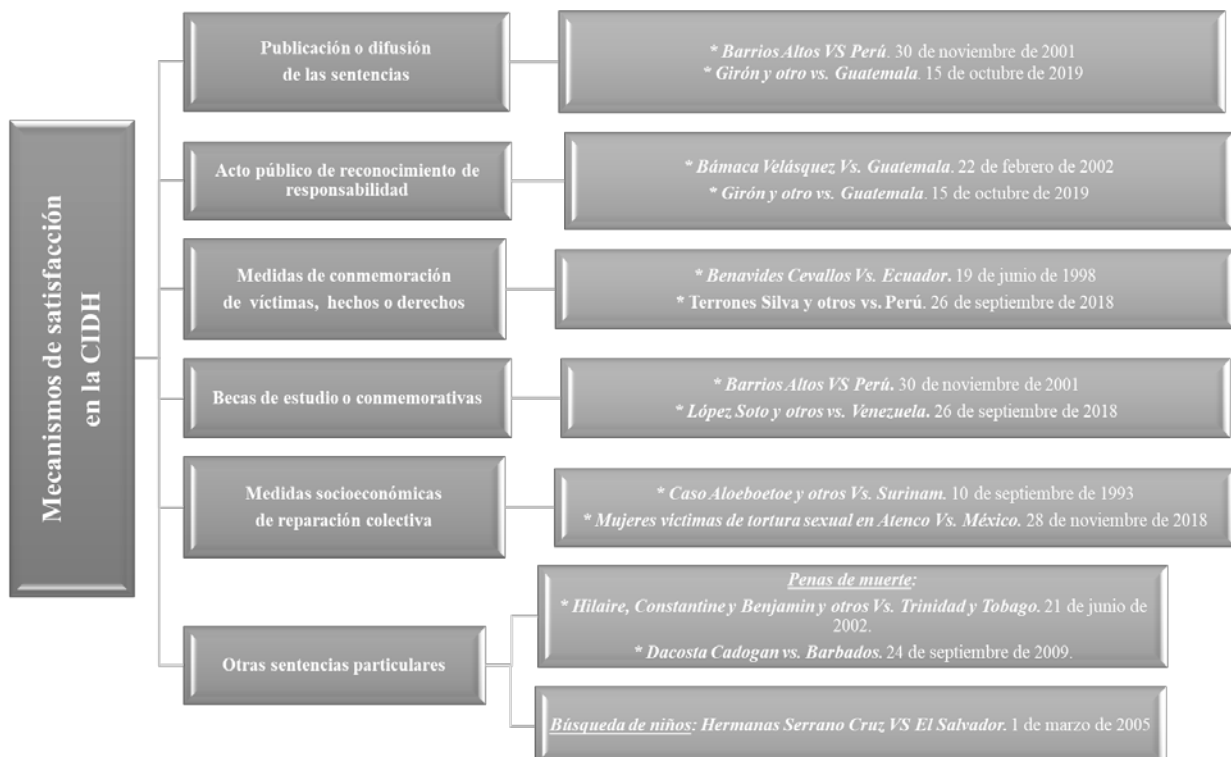 Mecanismos de satisfacción
en la CIDH
Publicación o difusión
de las sentencias
* Barrios Altos VS Perú. 30 de noviembre de 2001
* Girón y otro vs. Guatemala. 15 de octubre de 2019
Acto público de reconocimiento de
responsabilidad
* Bámaca Velásquez Vs. Guatemala. 22 de febrero de 2002
* Girón y otro vs. Guatemala. 15 de octubre de 2019
Medidas de conmemoración
de víctimas, hechos o derechos
* Benavides Cevallos Vs. Ecuador. 19 de junio de 1998
* Terrones Silva y otros vs. Perú. 26 de septiembre de 2018
Becas de estudio o conmemorativas
* Barrios Altos VS Perú. 30 de noviembre de 2001
* López Soto y otros vs. Venezuela. 26 de septiembre de 2018
Medidas socioeconómicas
de reparación colectiva
* Caso Aloeboetoe y otros Vs. Surinam. 10 de septiembre de 1993
* Mujeres víctimas de tortura sexual en Atenco Vs. México. 28 de noviembre de 2018
Otras sentencias particulares
Penas de muerte:
* Hilaire, Constantine y Benjamin y otros Vs. Trinidad y Tobago. 21 de junio de
2002.
* Dacosta Cadogan vs. Barbados. 24 de septiembre de 2009.
Búsqueda de niños: Hermanas Serrano Cruz VS El Salvador. 1 de marzo de 2005